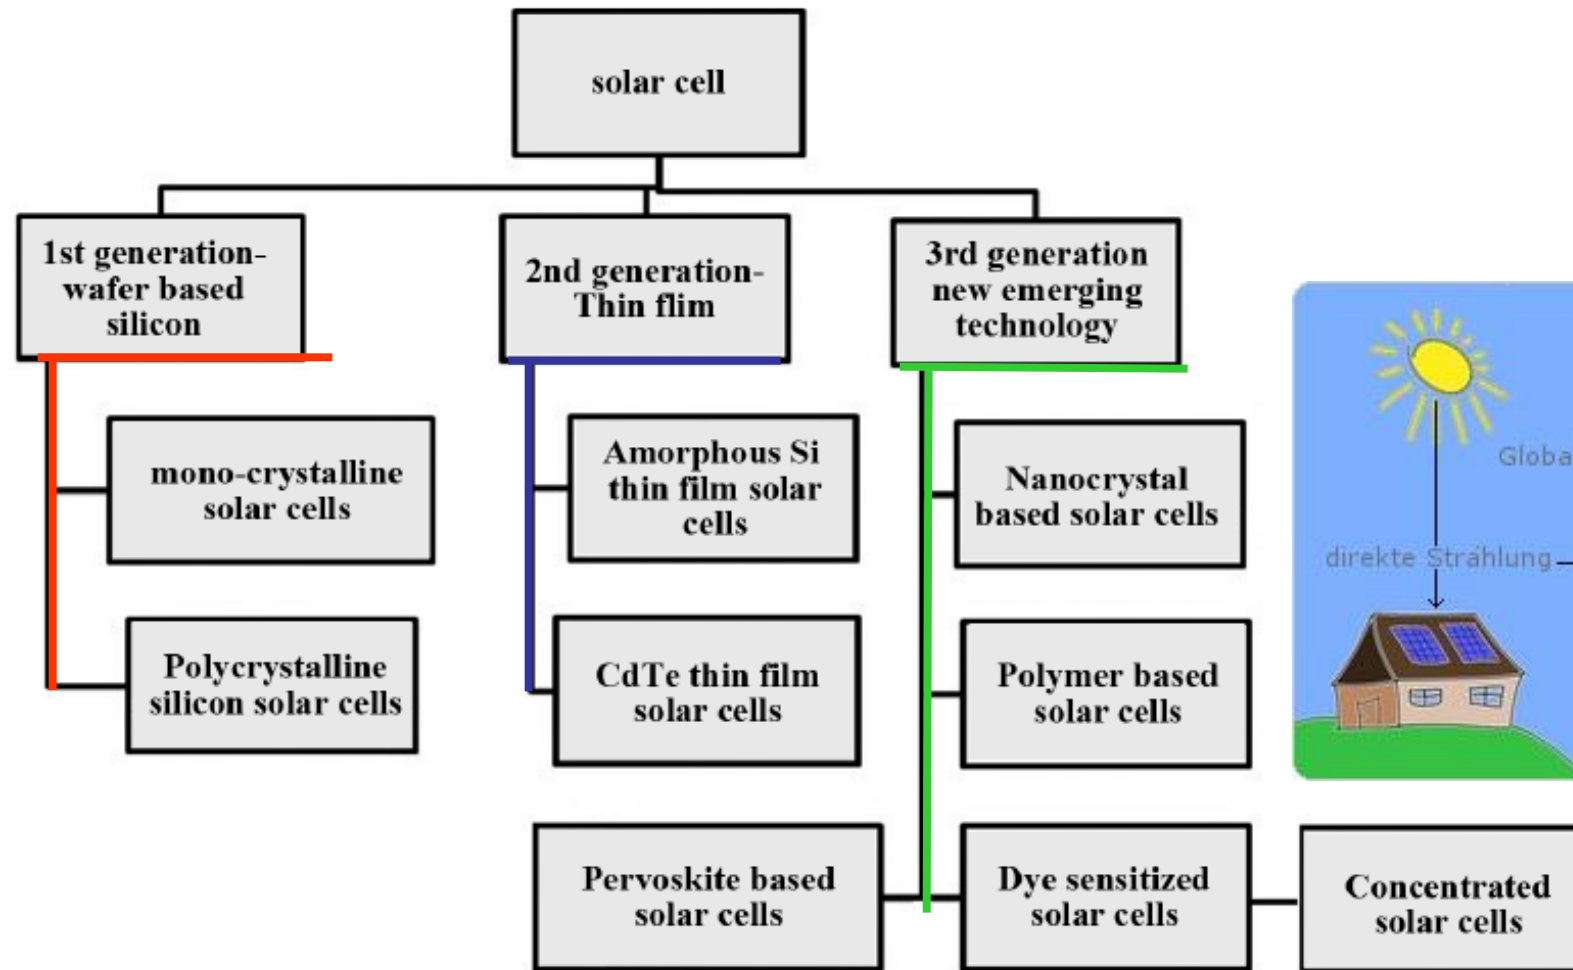 solar cell
1st generation-
wafer based
silicon
2nd generation-
Thin flim
3rd generation
new emerging
technology
mono-crystalline
solar cells
Amorphous Si
thin film solar
cells
Nanocrystal
based solar cells
Globa
direkte Strahlung
Polycrystalline
silicon solar cells
CdTe thin film
solar cells
Polymer based
solar cells
Pervoskite based
solar cells
Dye sensitized
solar cells
Concentrated
solar cells